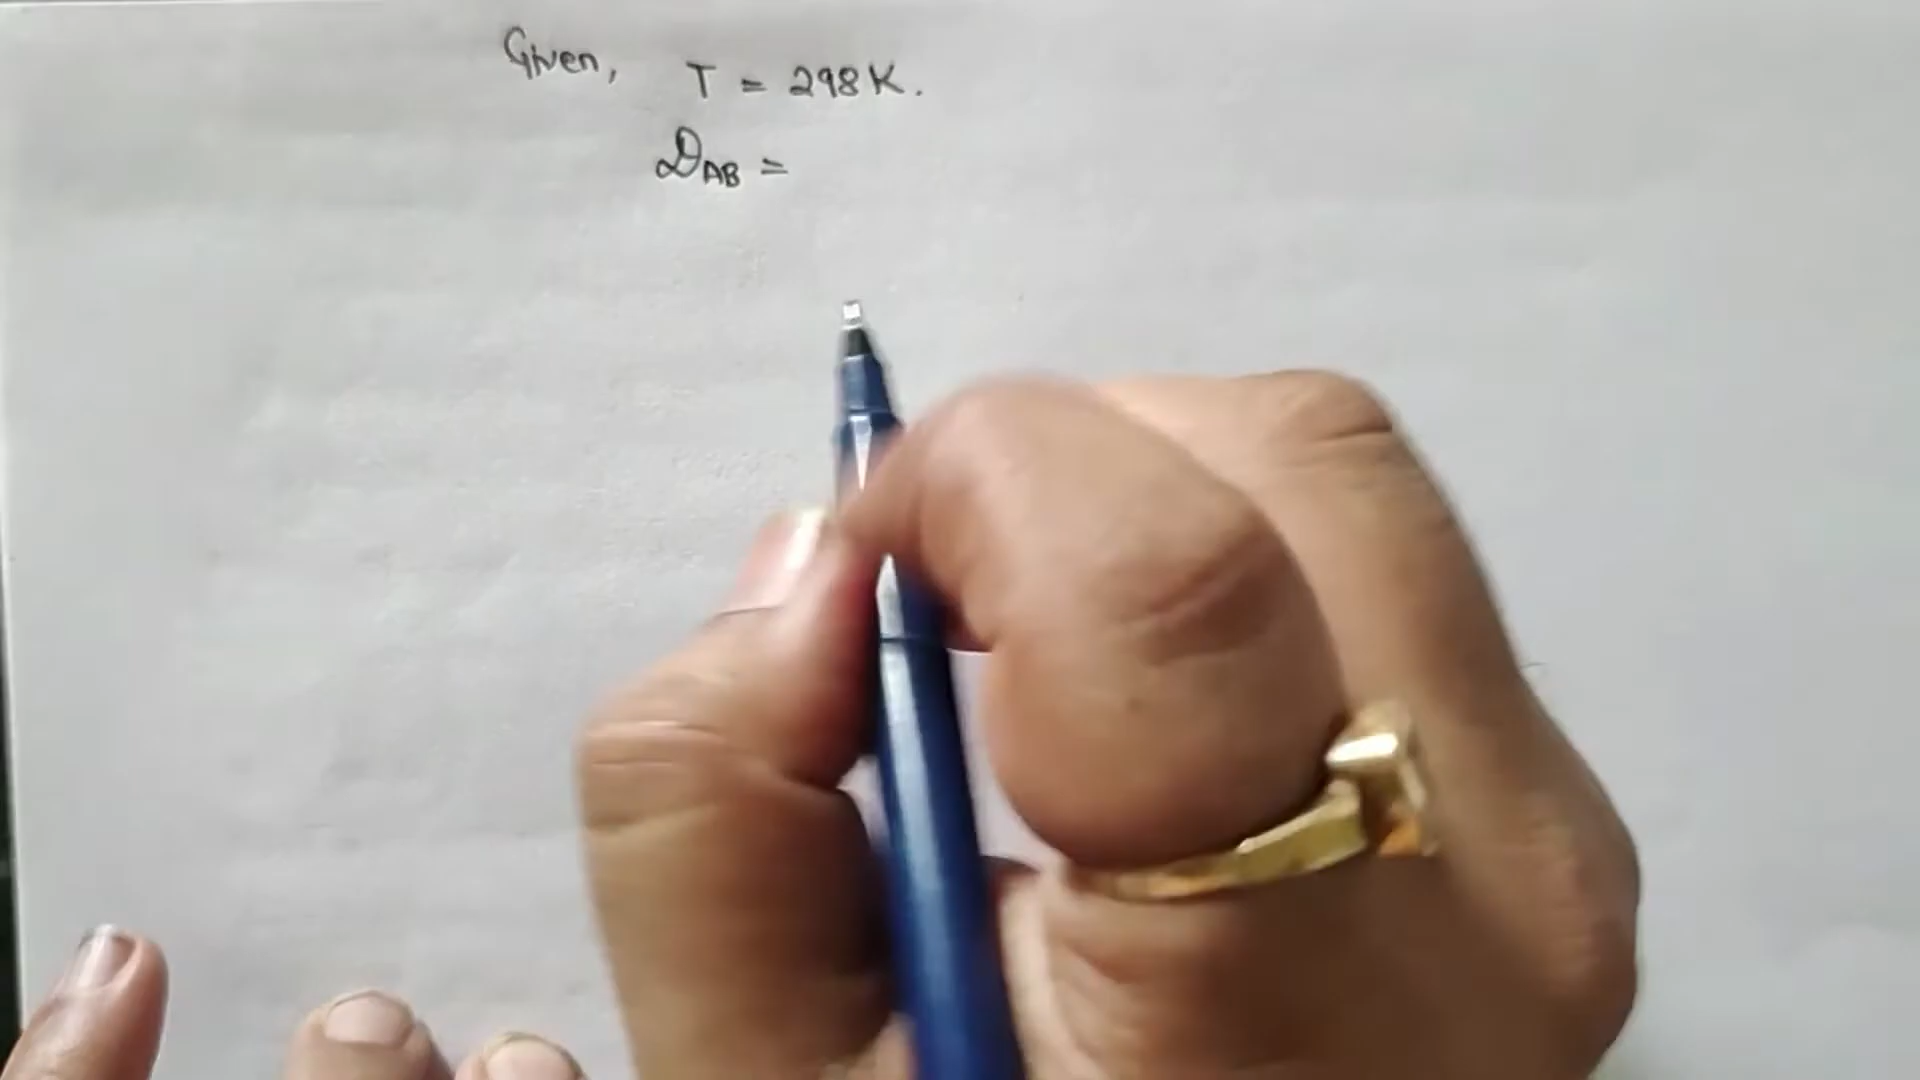 Given, T = 298 K.
𝒟AB =